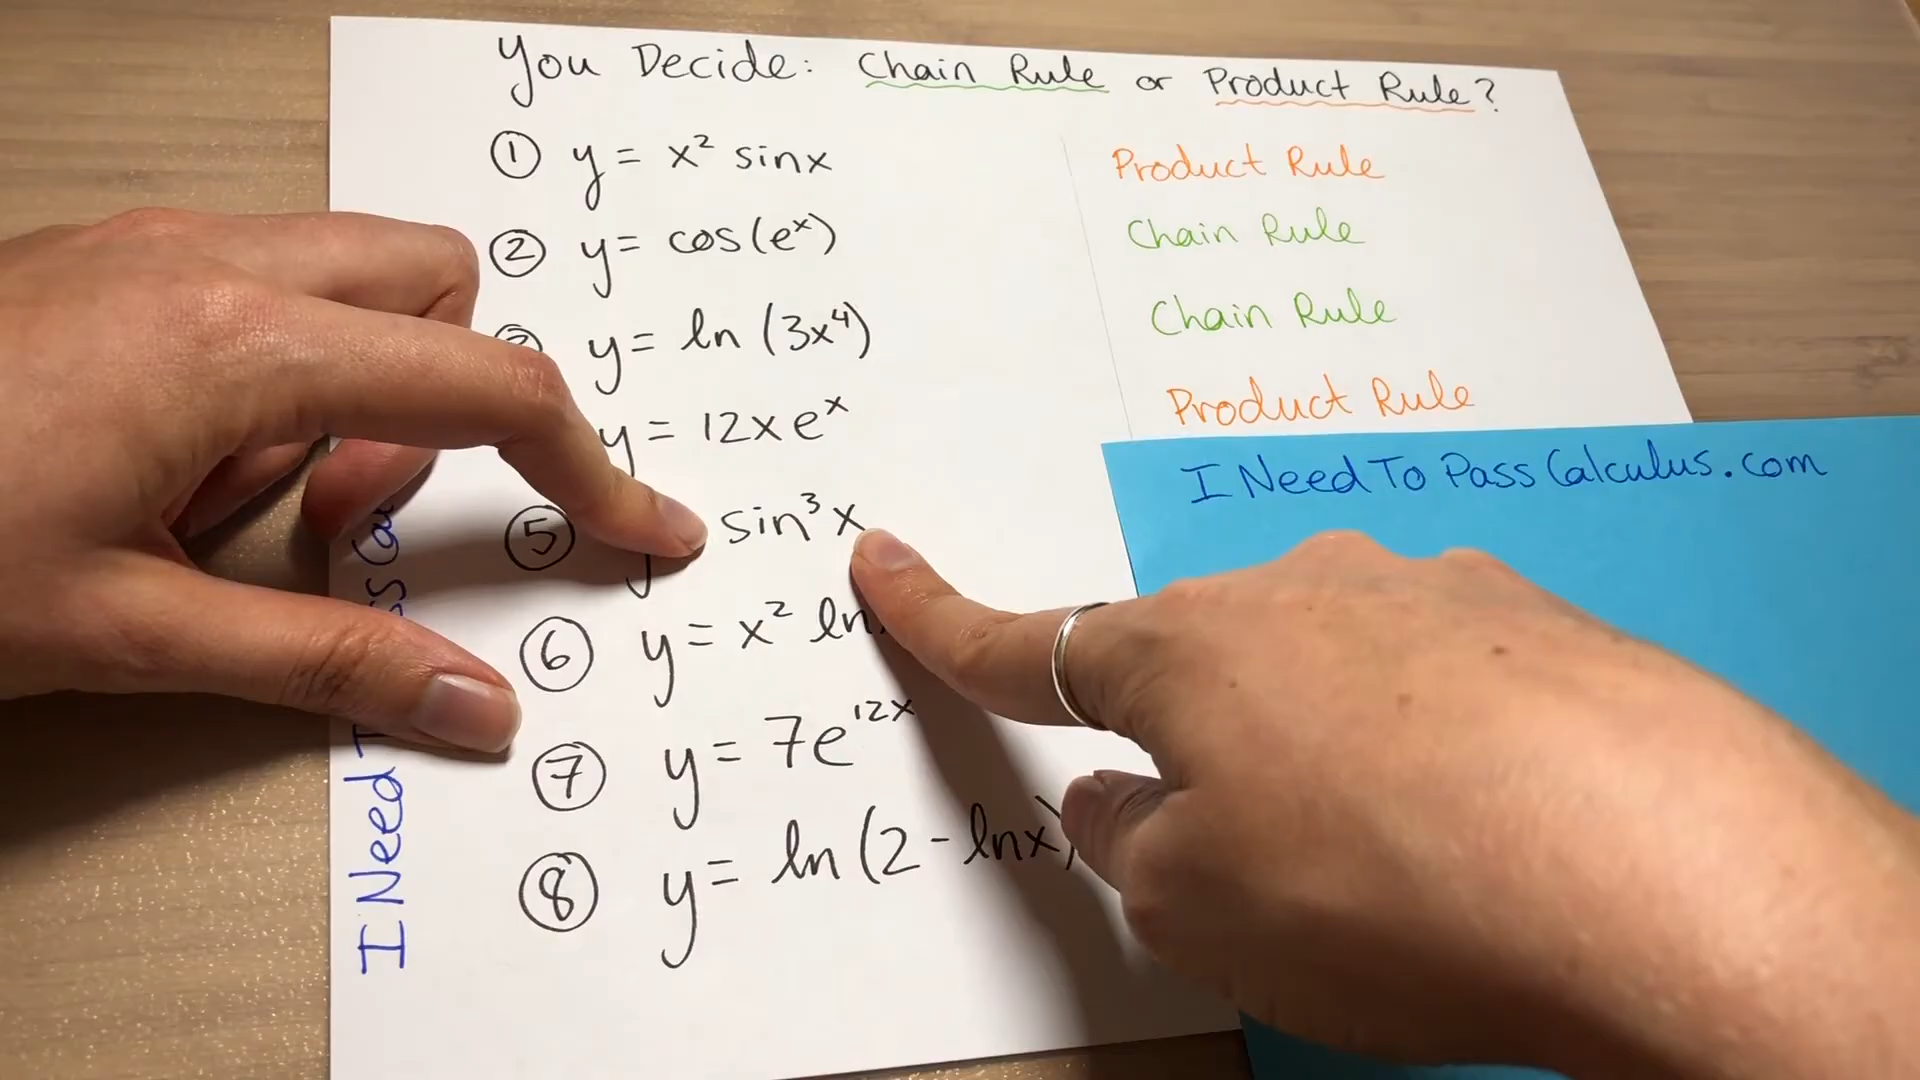 You Decide: Chain Rule or Product Rule?
① y = x² sinx
Product Rule
② y = cos(eˣ)
Chain Rule
y = ln (3x⁴)
Chain Rule
y = 12xeˣ
Product Rule
⑤ sin³x
⑥ y = x² ln
⑦ y = 7e¹²ˣ
⑧ y = ln (2 - lnx)
I Need To Pass Calculus.com
I Need